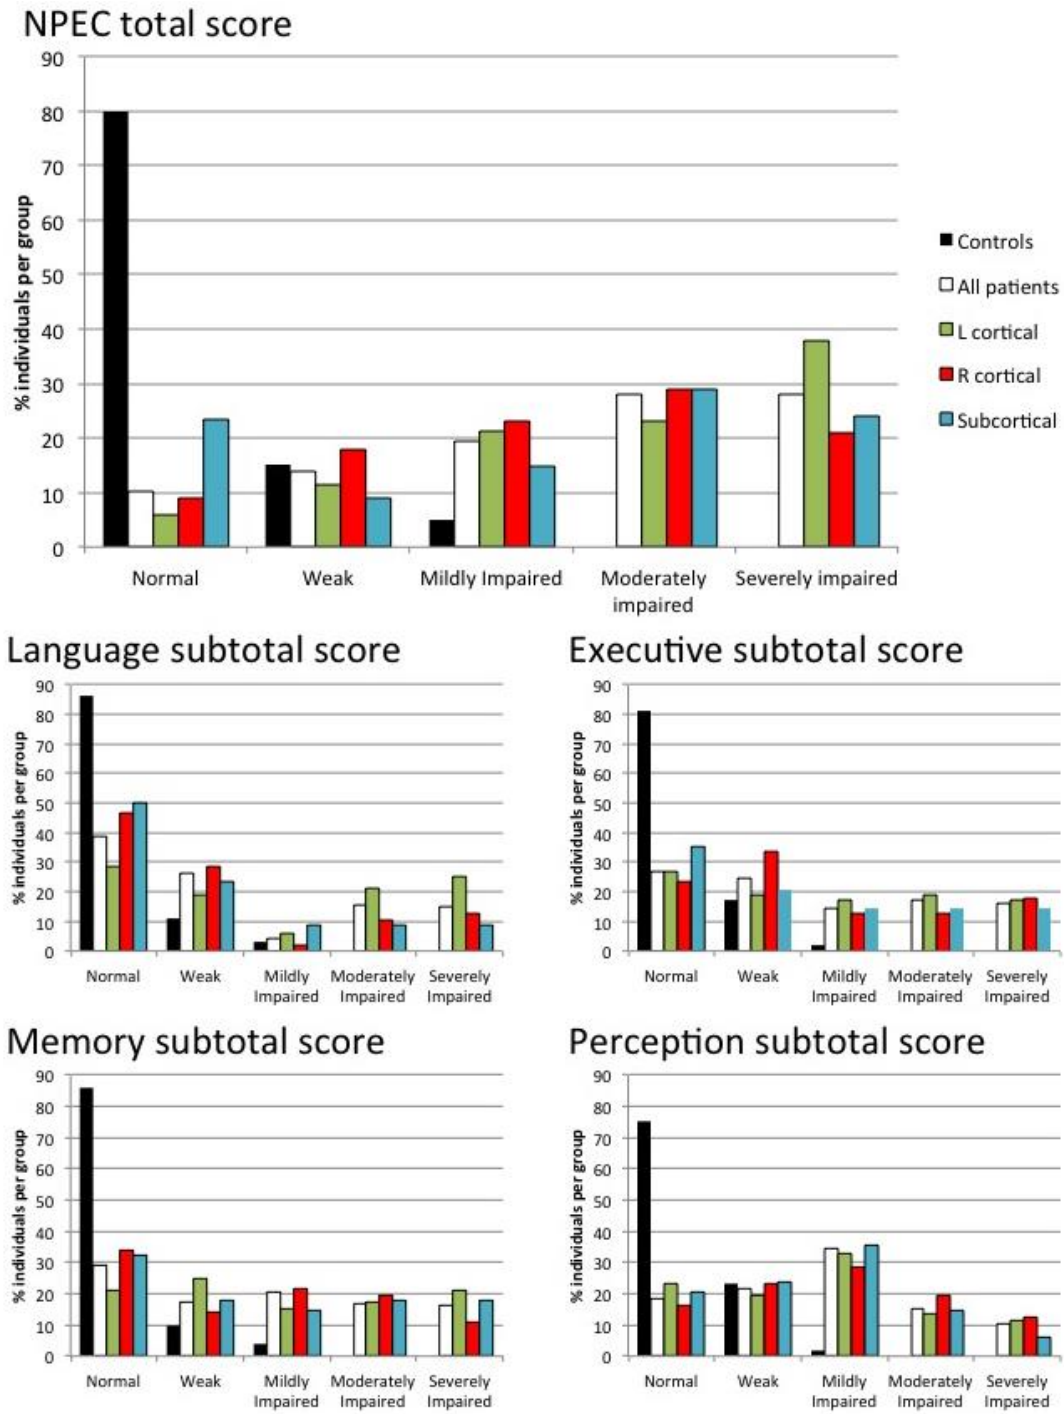 NPEC total score
% individuals per group
90
80
70
60
50
40
30
20
10
0
Normal
Weak
Mildly Impaired
Moderately
impaired
Severely impaired
Controls
All patients
L cortical
R cortical
Subcortical
Language subtotal score
% individuals per group
90
80
70
60
50
40
30
20
10
0
Normal
Weak
Mildly
Impaired
Moderately
Impaired
Severely
Impaired
Executive subtotal score
% individuals per group
90
80
70
60
50
40
30
20
10
0
Normal
Weak
Mildly
Impaired
Moderately
Impaired
Severely
Impaired
Memory subtotal score
% individuals per group
90
80
70
60
50
40
30
20
10
0
Normal
Weak
Mildly
Impaired
Moderately
Impaired
Severely
Impaired
Perception subtotal score
% individuals per group
90
80
70
60
50
40
30
20
10
0
Normal
Weak
Mildly
Impaired
Moderately
Impaired
Severely
Impaired